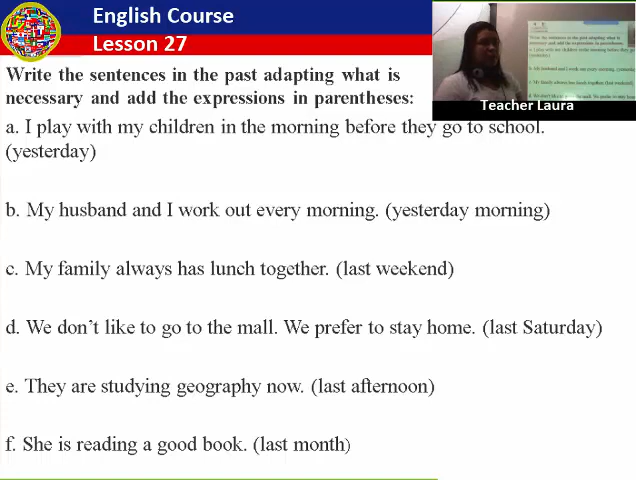 English Course
Lesson 27
Teacher Laura
Write the sentences in the past adapting what is
necessary and add the expressions in parentheses:
a. I play with my children in the morning before they go to school.
(yesterday)
b. My husband and I work out every morning. (yesterday morning)
c. My family always has lunch together. (last weekend)
d. We don’t like to go to the mall. We prefer to stay home. (last Saturday)
e. They are studying geography now. (last afternoon)
f. She is reading a good book. (last month)